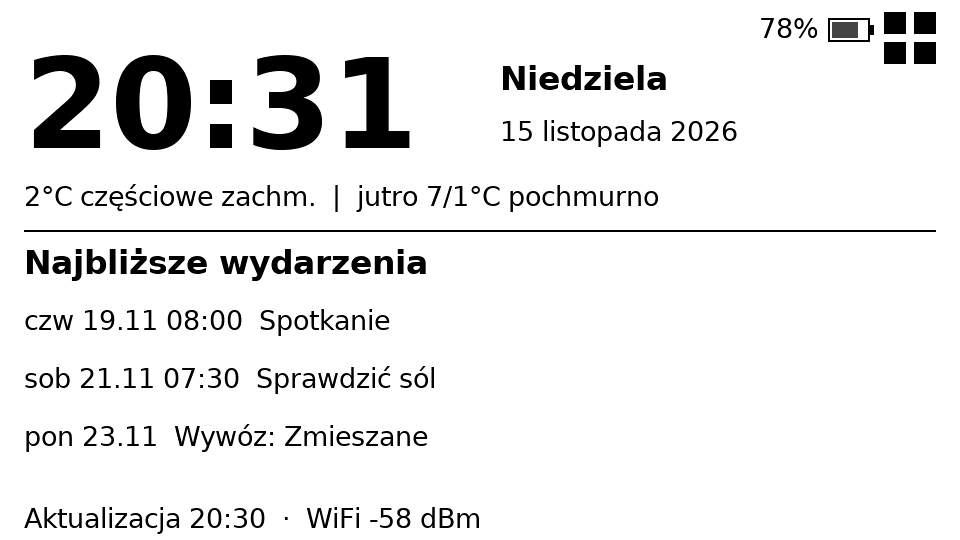 78%
20:31
Niedziela
15 listopada 2026
2°C częściowe zachm. | jutro 7/1°C pochmurno
Najbliższe wydarzenia
czw 19.11 08:00 Spotkanie
sob 21.11 07:30 Sprawdzić sól
pon 23.11 Wywóz: Zmieszane
Aktualizacja 20:30 · WiFi -58 dBm